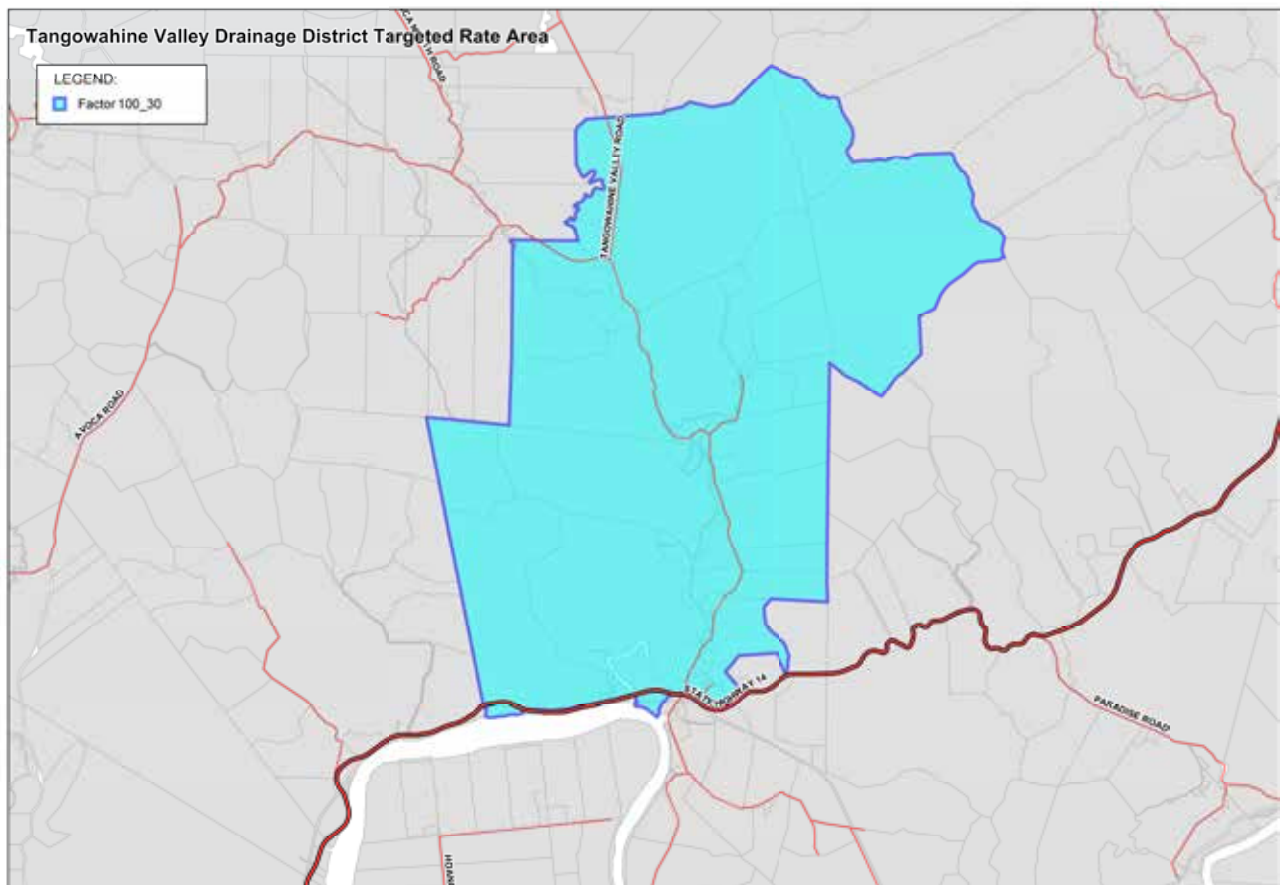 Tangowahine Valley Drainage District Targeted Rate Area
LEGEND:
Factor 100_30
TANGOWAHINE VALLEY ROAD
AVOCA ROAD
STATE HIGHWAY 14
PARADISE ROAD